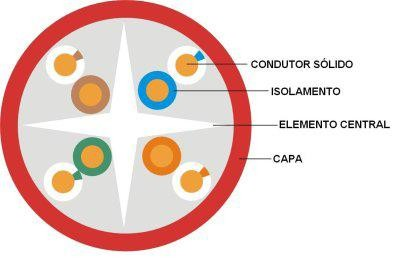 CONDUTOR SÓLIDO
ISOLAMENTO
ELEMENTO CENTRAL
CAPA